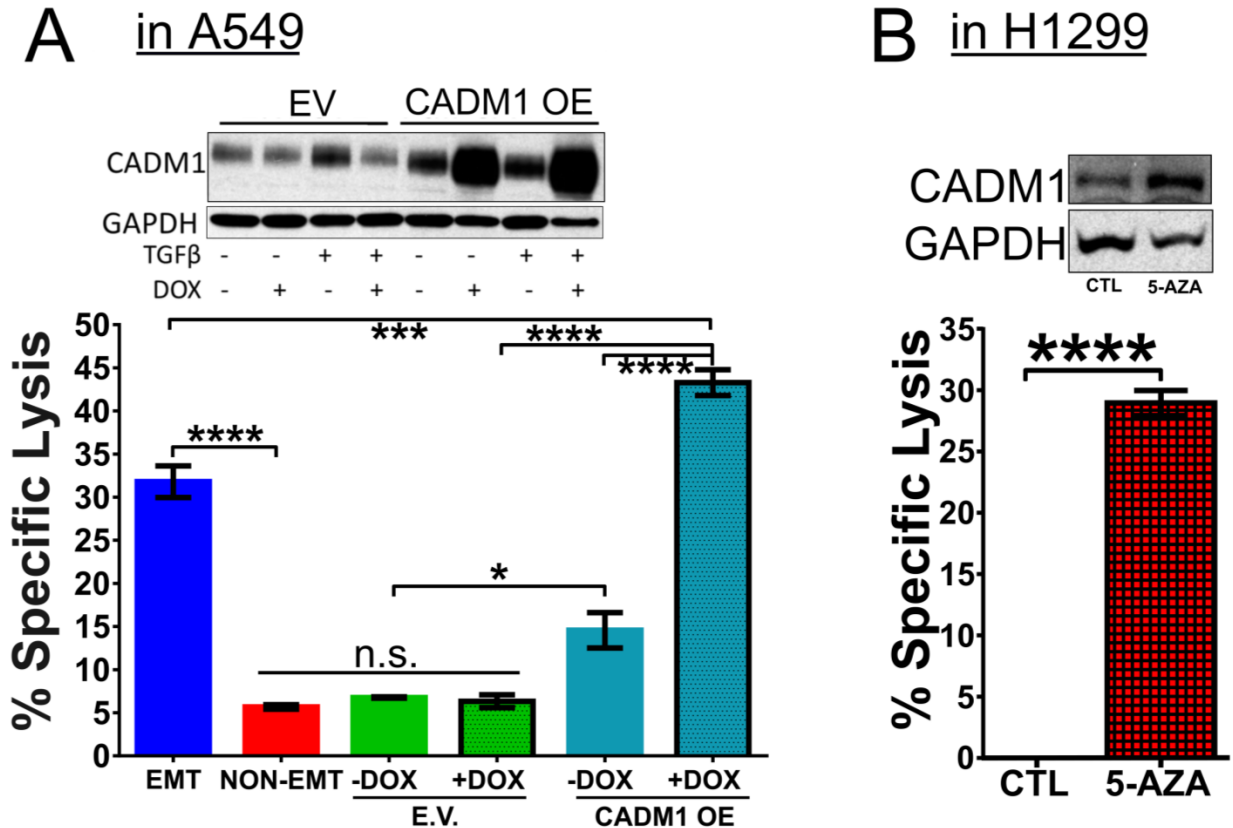 A in A549
EV CADM1 OE
CADM1
GAPDH
TGFβ - - + + - - + +
DOX - + - + - + - +
50
45
40
35
30
25
20
15
10
5
0
% Specific Lysis
***
****
****
****
*
n.s.
EMT NON-EMT -DOX +DOX -DOX +DOX
E.V. CADM1 OE
B in H1299
CADM1
GAPDH
CTL 5-AZA
35
30
25
20
15
10
5
0
% Specific Lysis
****
CTL 5-AZA